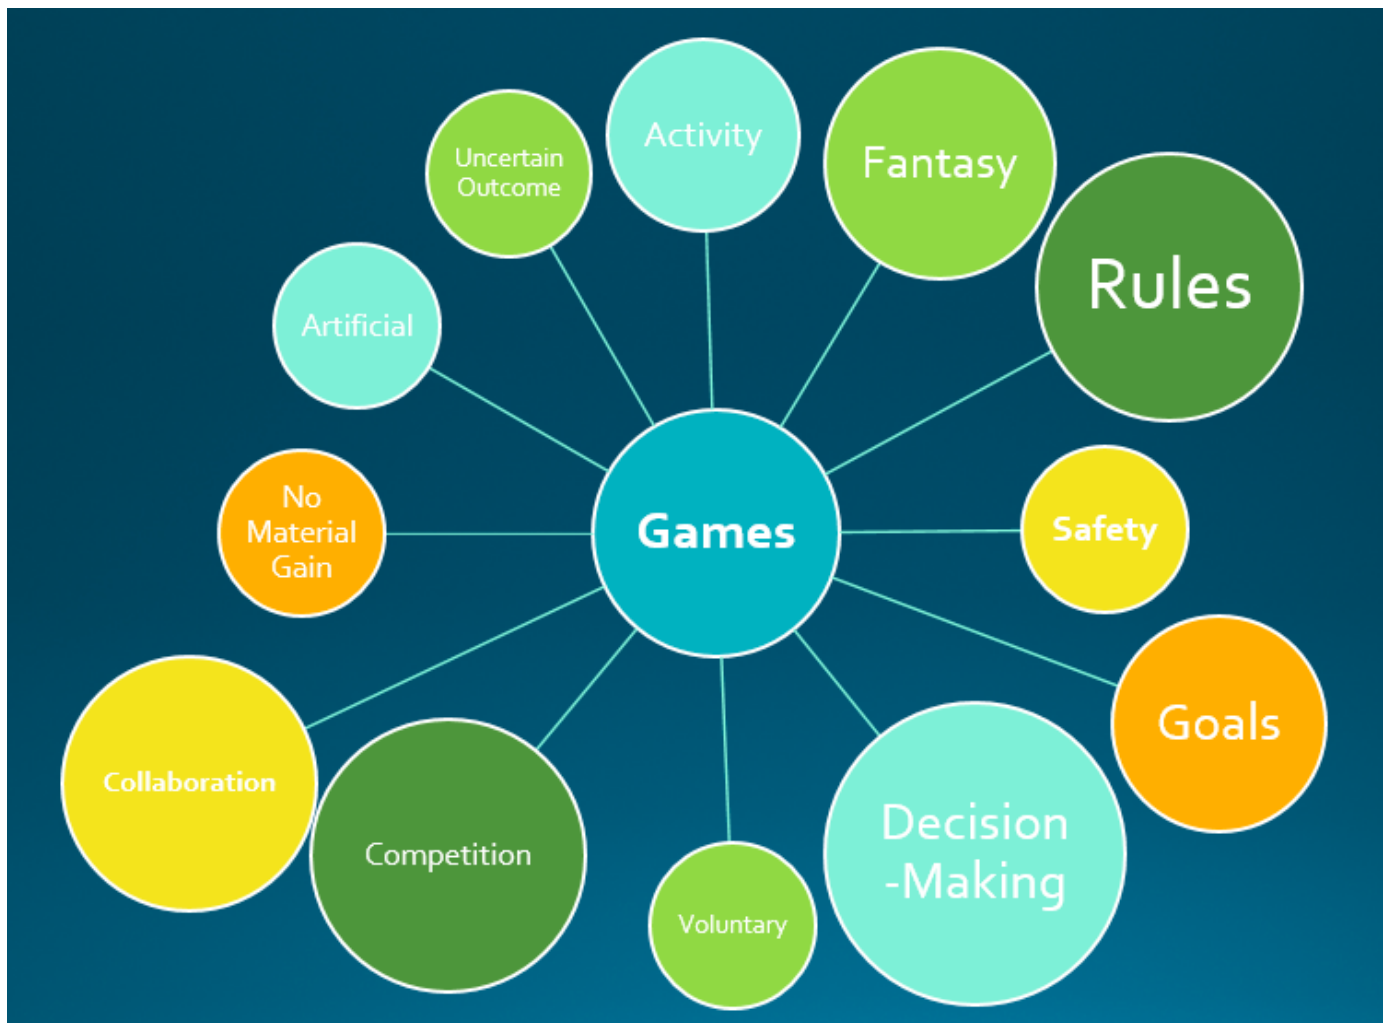 Activity
Fantasy
Uncertain
Outcome
Rules
Artificial
No
Material
Gain
Games
Safety
Goals
Collaboration
Competition
Decision
-Making
Voluntary